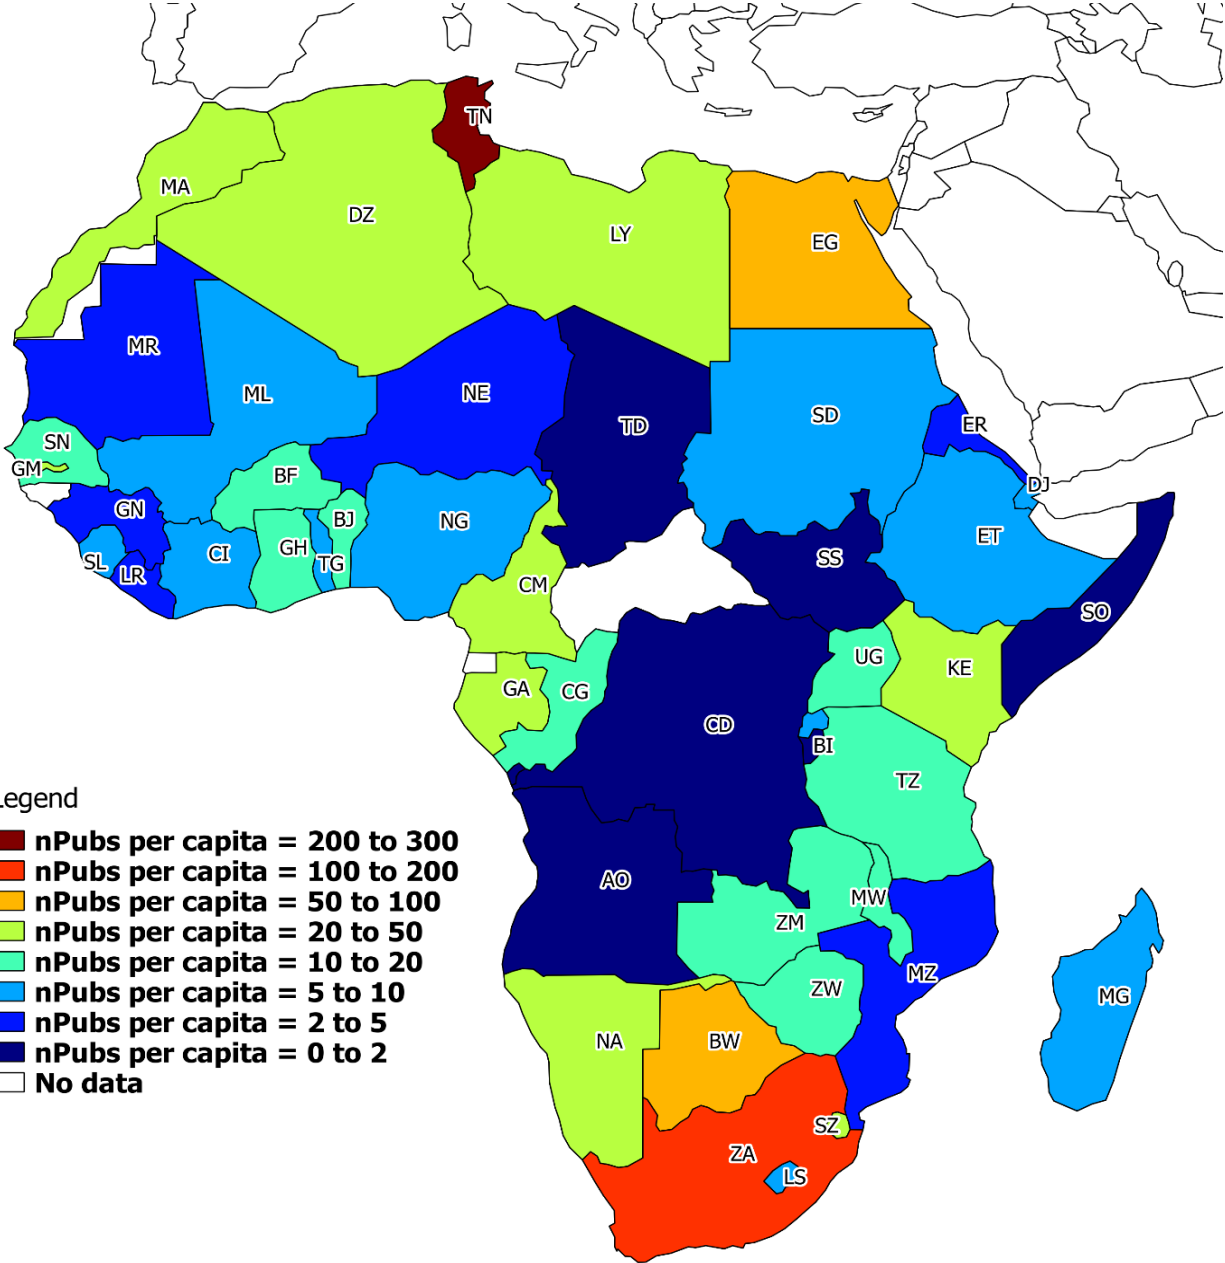 TN
MA
DZ
LY
EG
MR
ML
NE
TD
SD
ER
SN
GM
BF
DJ
GN
BJ
NG
ET
SL
CI
GH
TG
SS
LR
CM
SO
UG
KE
GA
CG
CD
BI
TZ
AO
MW
ZM
MZ
ZW
MG
NA
BW
SZ
ZA
LS
egend
nPubs per capita = 200 to 300
nPubs per capita = 100 to 200
nPubs per capita = 50 to 100
nPubs per capita = 20 to 50
nPubs per capita = 10 to 20
nPubs per capita = 5 to 10
nPubs per capita = 2 to 5
nPubs per capita = 0 to 2
No data